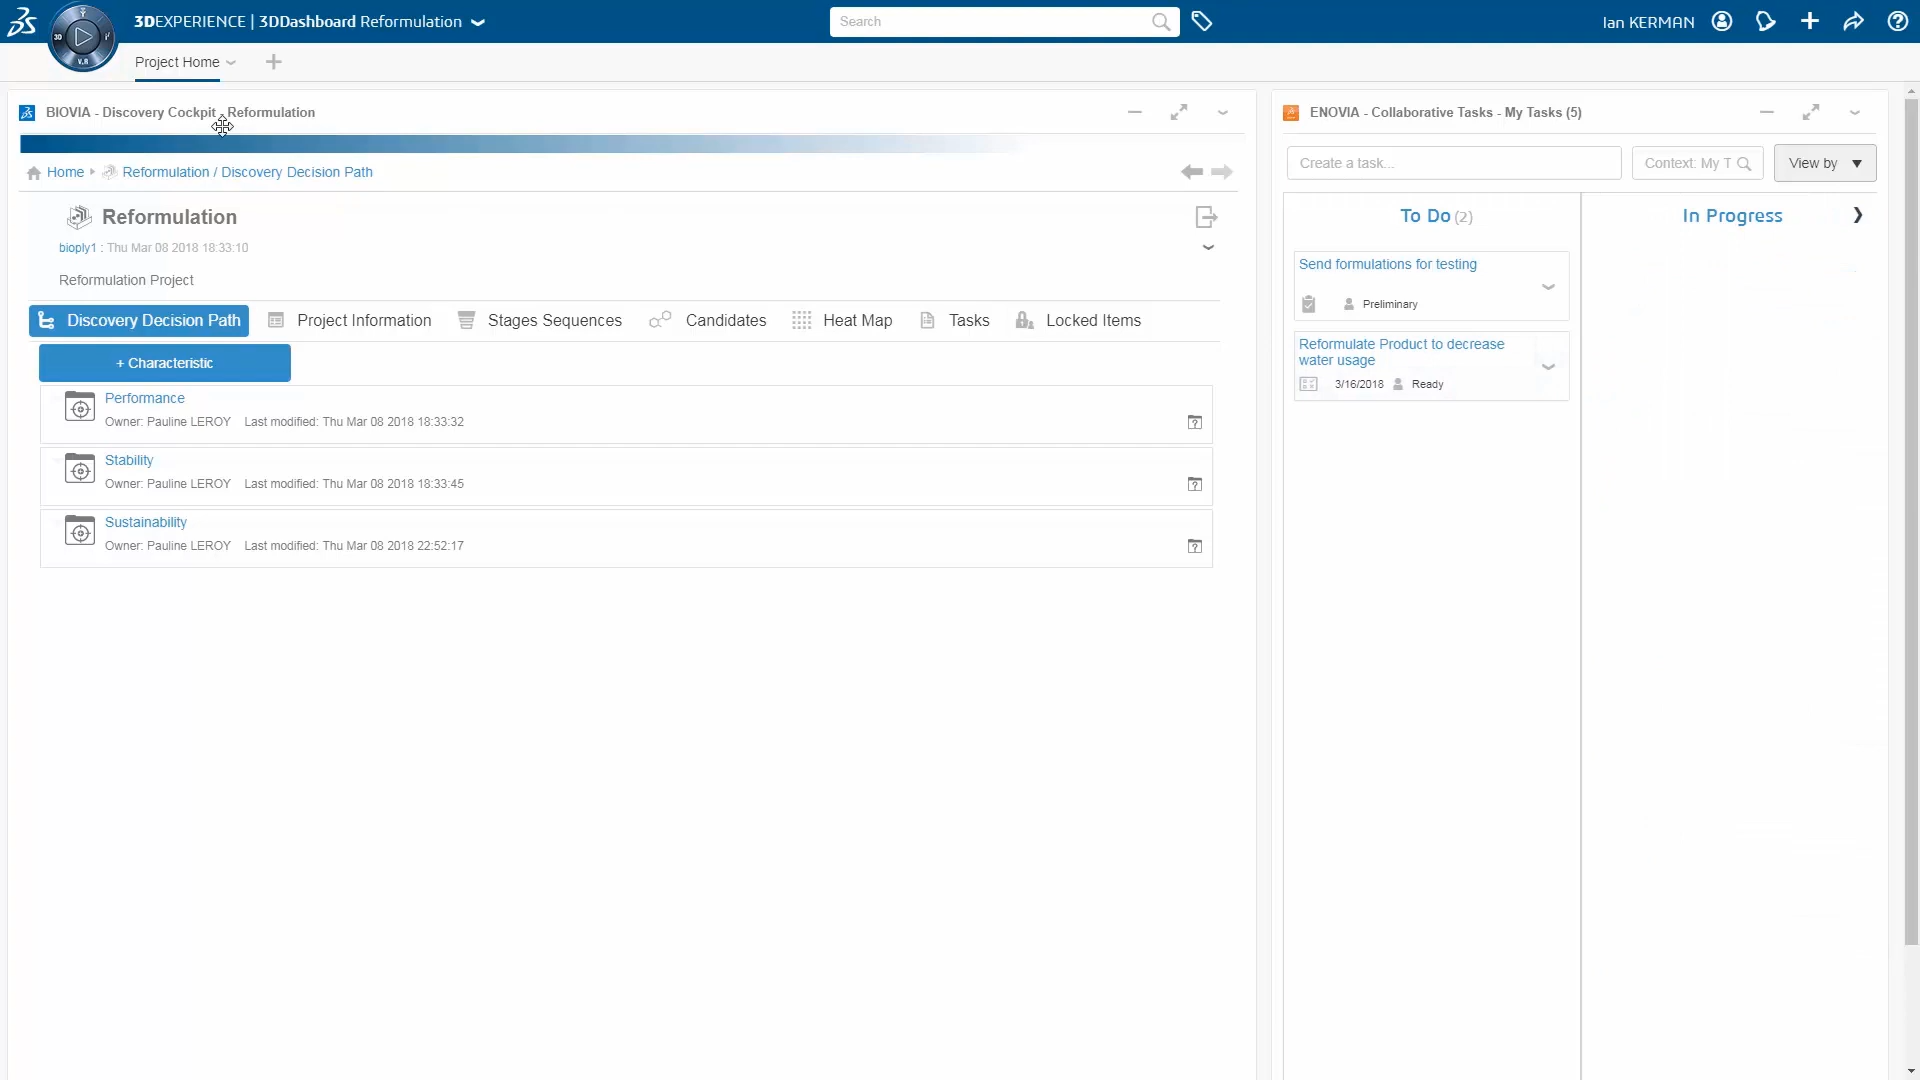 3DEXPERIENCE | 3DDashboard Reformulation
Search
Ian KERMAN
3D
V.R
Project Home
BIOVIA - Discovery Cockpit - Reformulation
Home
Reformulation / Discovery Decision Path
Reformulation
bioply1 : Thu Mar 08 2018 18:33:10
Reformulation Project
Discovery Decision Path
Project Information
Stages Sequences
Candidates
Heat Map
Tasks
Locked Items
+ Characteristic
Performance
Owner: Pauline LEROY Last modified: Thu Mar 08 2018 18:33:32
Stability
Owner: Pauline LEROY Last modified: Thu Mar 08 2018 18:33:45
Sustainability
Owner: Pauline LEROY Last modified: Thu Mar 08 2018 22:52:17
ENOVIA - Collaborative Tasks - My Tasks (5)
Create a task...
Context: My T
View by
To Do (2)
In Progress
Send formulations for testing
Preliminary
Reformulate Product to decrease
water usage
3/16/2018 Ready